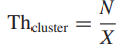 Th_cluster = N/X